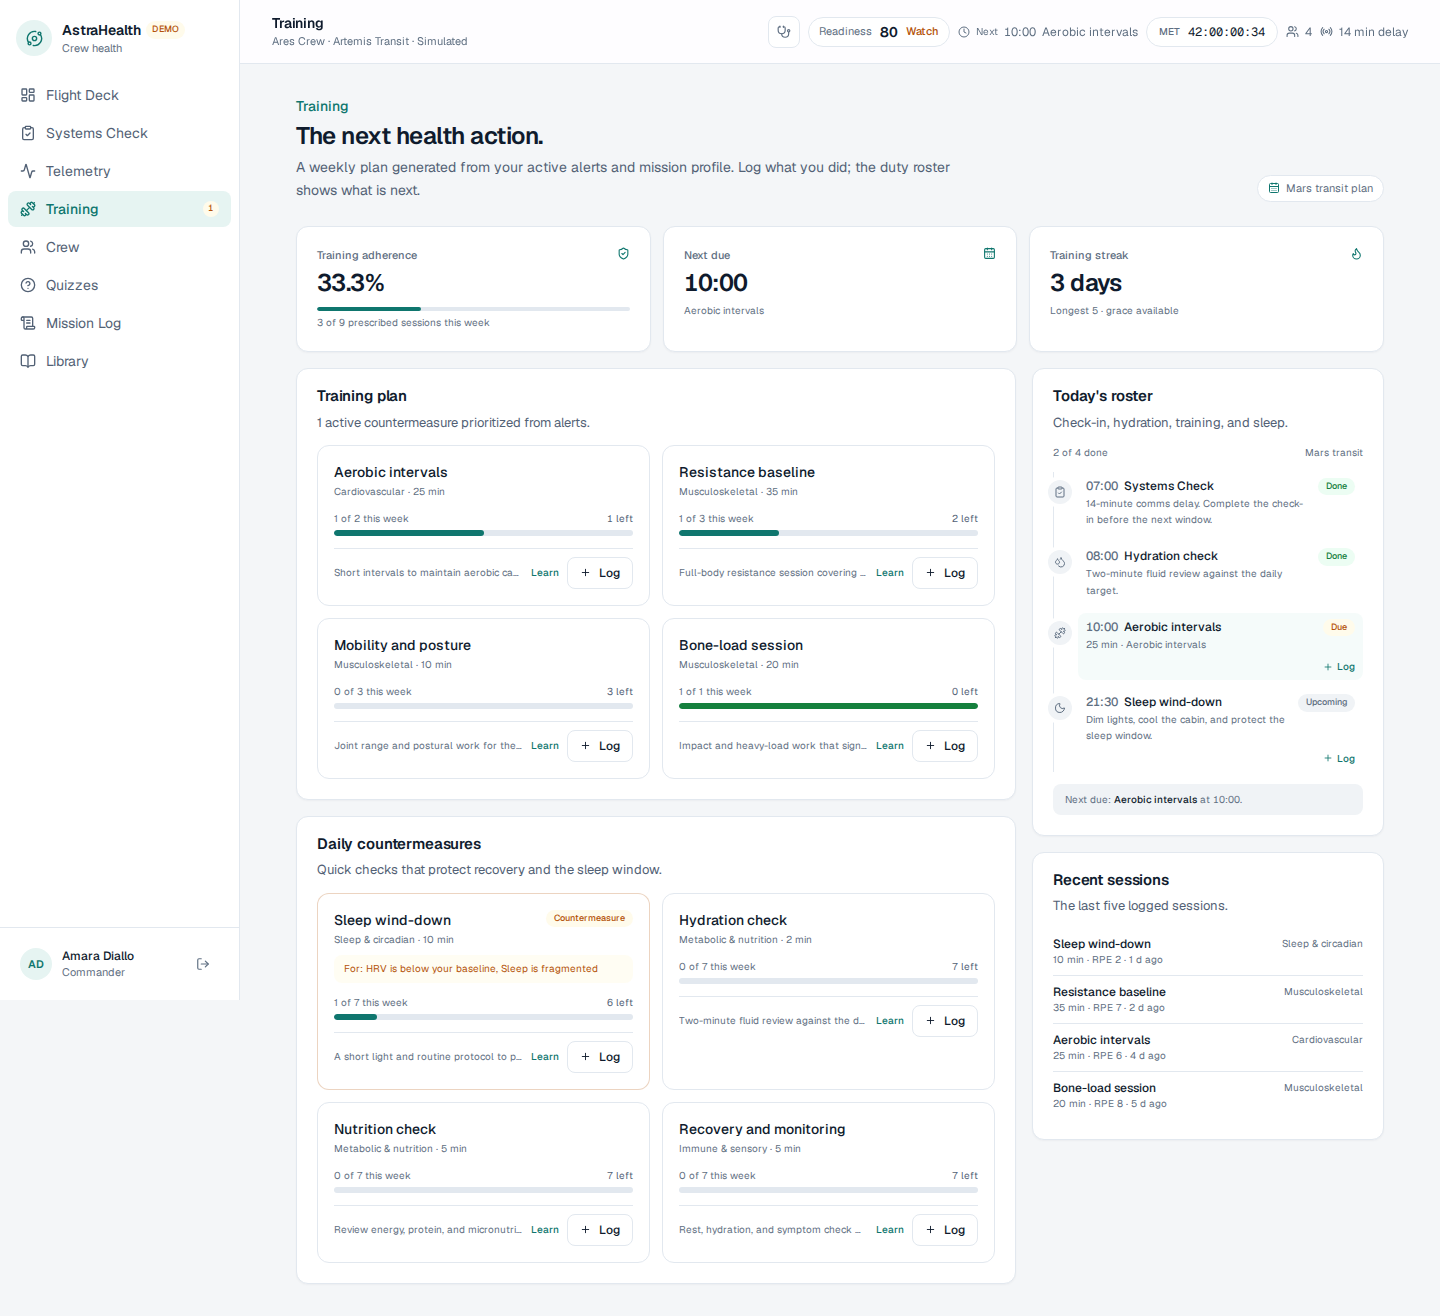 AstraHealth DEMO
Crew health
Flight Deck
Systems Check
Telemetry
Training 1
Crew
Quizzes
Mission Log
Library
AD Amara Diallo
Commander
Training
Ares Crew · Artemis Transit · Simulated
Readiness 80 Watch
Next 10:00 Aerobic intervals
MET 42:00:00:34
4 14 min delay
Training
The next health action.
A weekly plan generated from your active alerts and mission profile. Log what you did; the duty roster
shows what is next.
Mars transit plan
Training adherence
33.3%
3 of 9 prescribed sessions this week
Next due
10:00
Aerobic intervals
Training streak
3 days
Longest 5 · grace available
Training plan
1 active countermeasure prioritized from alerts.
Aerobic intervals
Cardiovascular · 25 min
1 of 2 this week 1 left
Short intervals to maintain aerobic ca... Learn + Log
Resistance baseline
Musculoskeletal · 35 min
1 of 3 this week 2 left
Full-body resistance session covering ... Learn + Log
Mobility and posture
Musculoskeletal · 10 min
0 of 3 this week 3 left
Joint range and postural work for the... Learn + Log
Bone-load session
Musculoskeletal · 20 min
1 of 1 this week 0 left
Impact and heavy-load work that sign... Learn + Log
Daily countermeasures
Quick checks that protect recovery and the sleep window.
Sleep wind-down Countermeasure
Sleep & circadian · 10 min
For: HRV is below your baseline, Sleep is fragmented
1 of 7 this week 6 left
A short light and routine protocol to p... Learn + Log
Hydration check
Metabolic & nutrition · 2 min
0 of 7 this week 7 left
Two-minute fluid review against the d... Learn + Log
Nutrition check
Metabolic & nutrition · 5 min
0 of 7 this week 7 left
Review energy, protein, and micronutri... Learn + Log
Recovery and monitoring
Immune & sensory · 5 min
0 of 7 this week 7 left
Rest, hydration, and symptom check ... Learn + Log
Today's roster
Check-in, hydration, training, and sleep.
2 of 4 done Mars transit
07:00 Systems Check Done
14-minute comms delay. Complete the check-
in before the next window.
08:00 Hydration check Done
Two-minute fluid review against the daily
target.
10:00 Aerobic intervals Due
25 min · Aerobic intervals
+ Log
21:30 Sleep wind-down Upcoming
Dim lights, cool the cabin, and protect the
sleep window.
+ Log
Next due: Aerobic intervals at 10:00.
Recent sessions
The last five logged sessions.
Sleep wind-down Sleep & circadian
10 min · RPE 2 · 1 d ago
Resistance baseline Musculoskeletal
35 min · RPE 7 · 2 d ago
Aerobic intervals Cardiovascular
25 min · RPE 6 · 4 d ago
Bone-load session Musculoskeletal
20 min · RPE 8 · 5 d ago